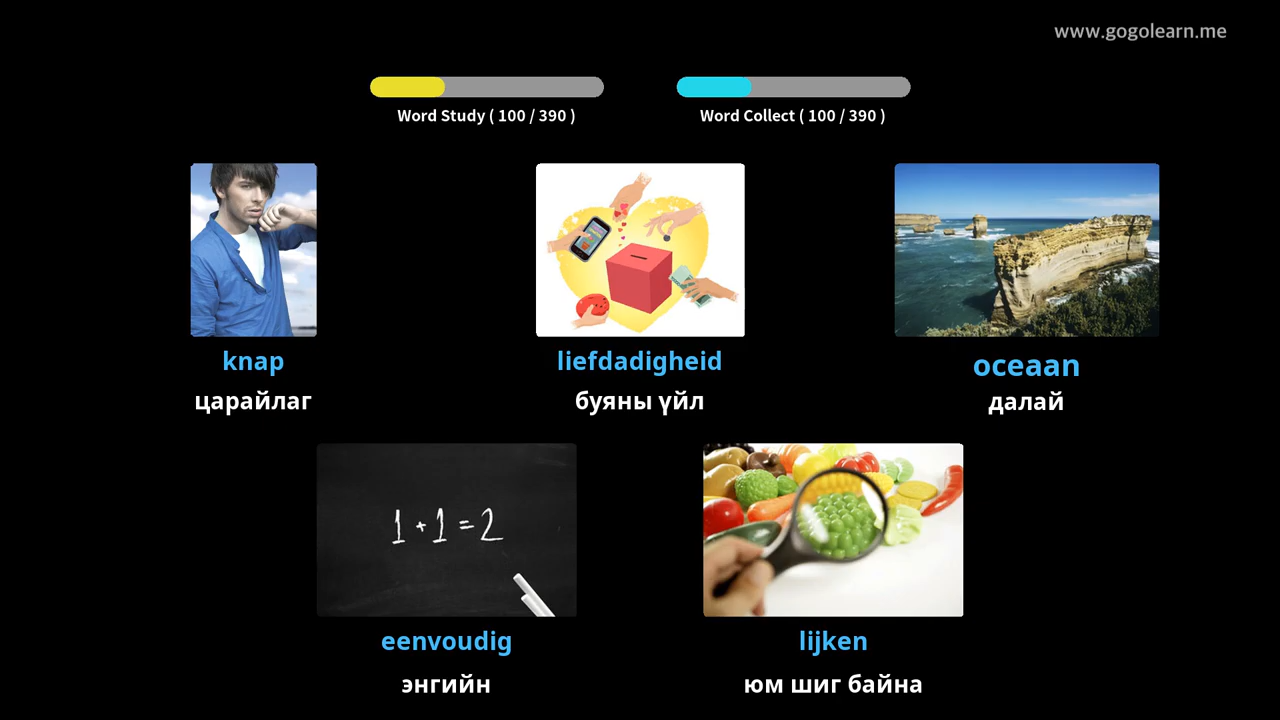 www.gogolearn.me
Word Study ( 100 / 390 )
Word Collect ( 100 / 390 )
knap
царайлаг
liefdadigheid
буяны үйл
oceaan
далай
1 + 1 = 2
eenvoudig
энгийн
lijken
юм шиг байна